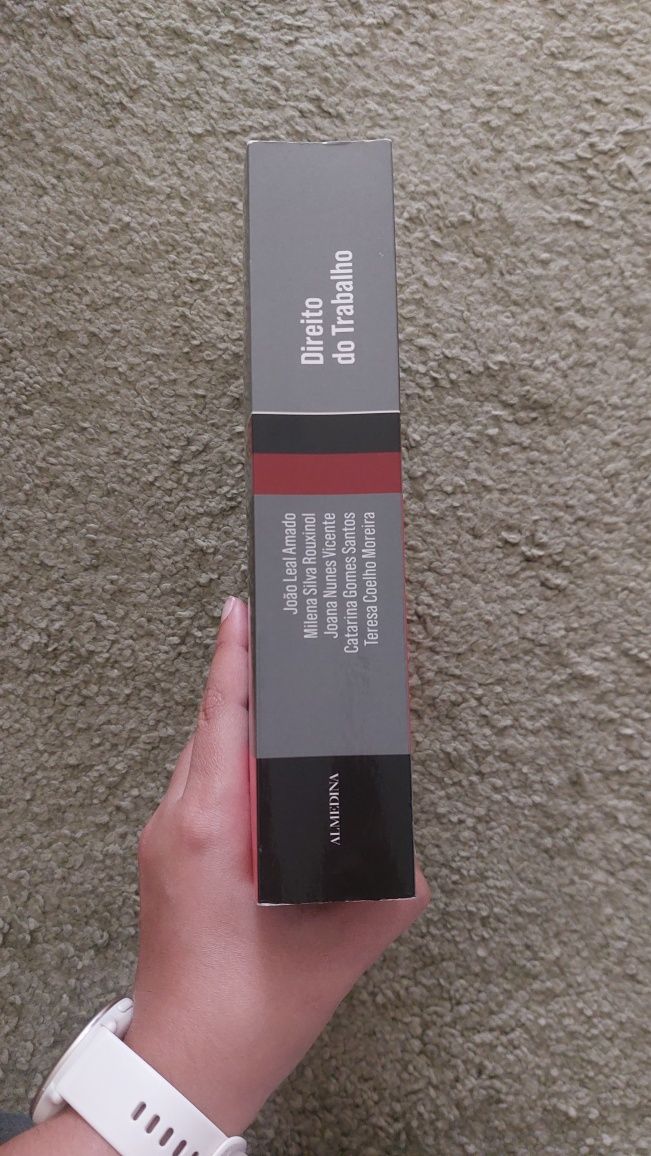 Direito
do Trabalho
João Leal Amado
Milena Silva Rouxinol
Joana Nunes Vicente
Catarina Gomes Santos
Teresa Coelho Moreira
ALMEDINA